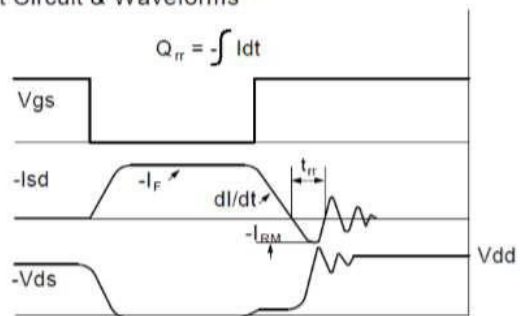 t Circuit & Waveforms
Qrr = -∫ Idt
Vgs
-Isd
-IF
dI/dt
trr
-IRM
Vdd
-Vds